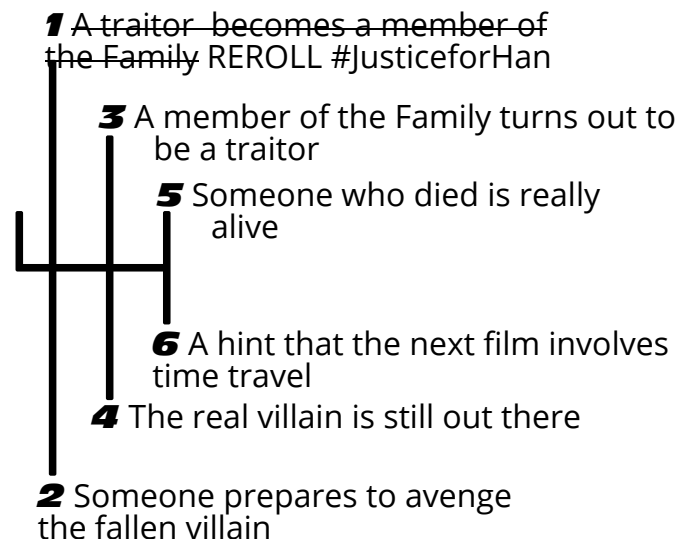 1 A traitor becomes a member of
the Family REROLL #JusticeforHan
3 A member of the Family turns out to
be a traitor
5 Someone who died is really
alive
6 A hint that the next film involves
time travel
4 The real villain is still out there
2 Someone prepares to avenge
the fallen villain